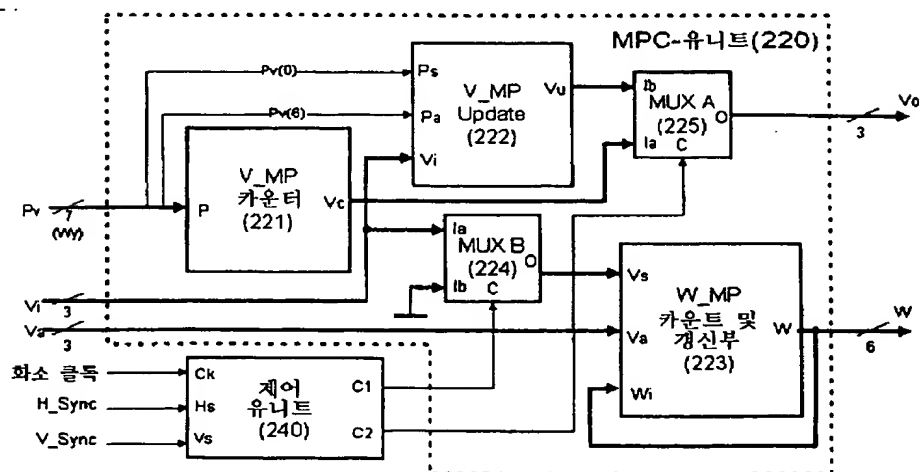 MPC-유니트(220)
Pv(0)
Pv(6)
Ps
Pa
Vi
V_MP
Update
(222)
Vu
Ib
MUX A
(225)
Ia
C
O
Vo
3
Pv
7
(Wy)
P
V_MP
카운터
(221)
Vc
Ia
MUX B
(224)
O
Ib
C
Vi
3
Va
3
Vs
Va
Wi
W_MP
카운트 및
갱신부
(223)
W
W
6
화소 클톡
H_Sync
V_Sync
Ck
Hs
Vs
제어
유니트
(240)
C1
C2